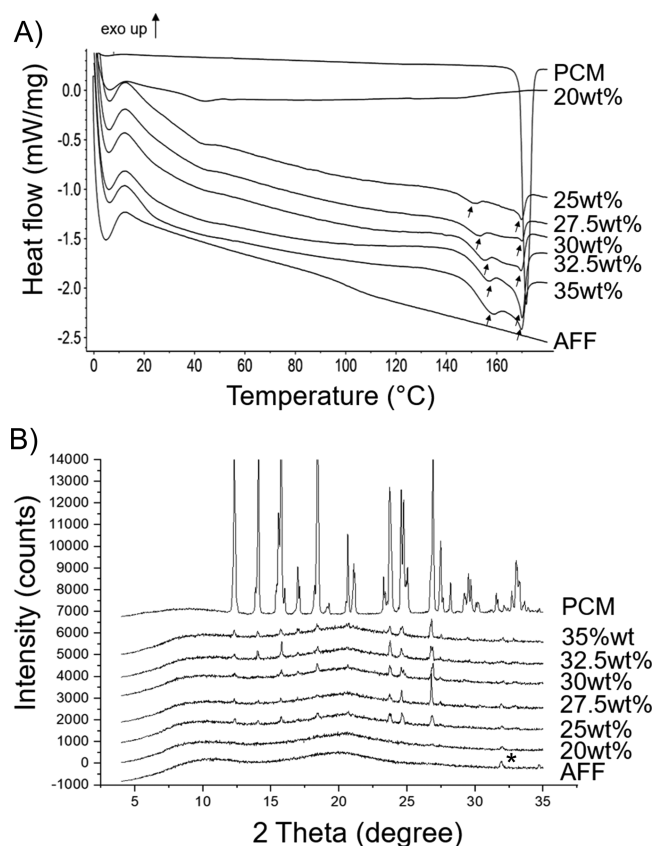 A)
exo up
Heat flow (mW/mg)
0.0
-0.5
-1.0
-1.5
-2.0
-2.5
0 20 40 60 80 100 120 140 160
Temperature (°C)
PCM
20wt%
25wt%
27.5wt%
30wt%
32.5wt%
35wt%
AFF
B)
Intensity (counts)
14000
13000
12000
11000
10000
9000
8000
7000
6000
5000
4000
3000
2000
1000
0
-1000
5 10 15 20 25 30 35
2 Theta (degree)
PCM
35%wt
32.5wt%
30wt%
27.5wt%
25wt%
20wt%
*
AFF